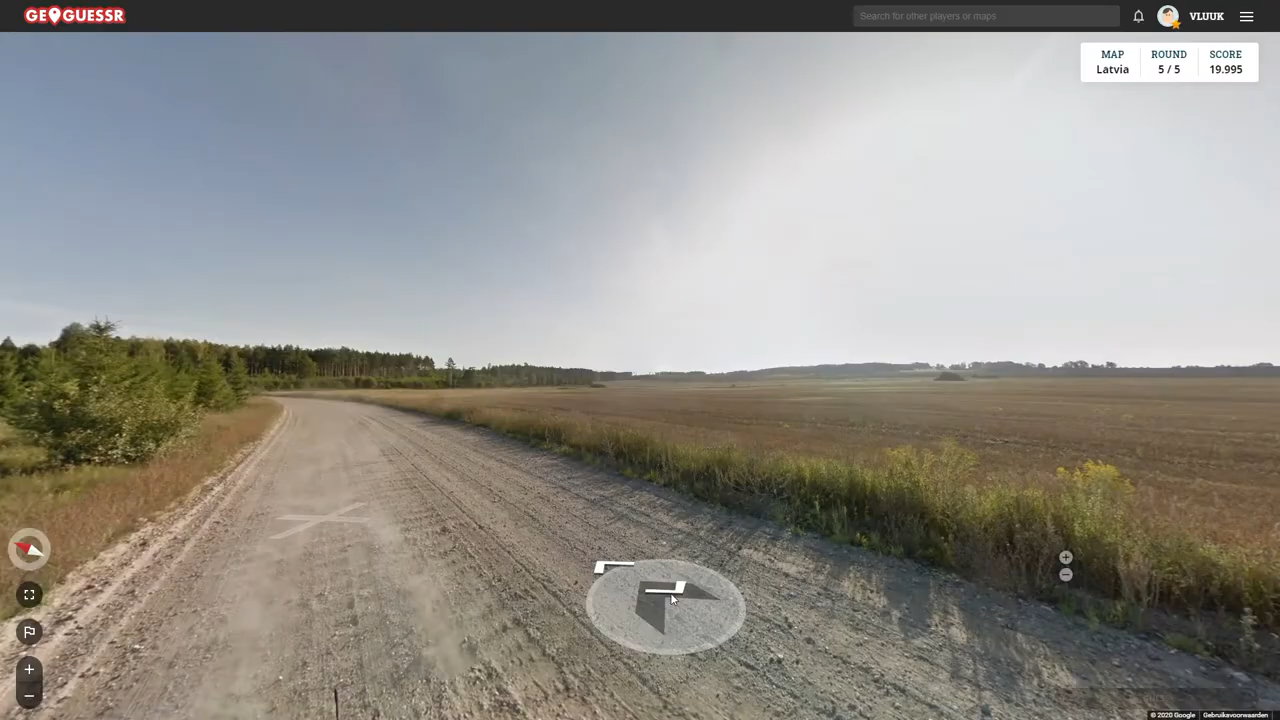 GEOGUESSR
Search for other players or maps
VLUUK
MAP ROUND SCORE
Latvia 5 / 5 19.995
© 2020 Google Gebruiksvoorwaarden